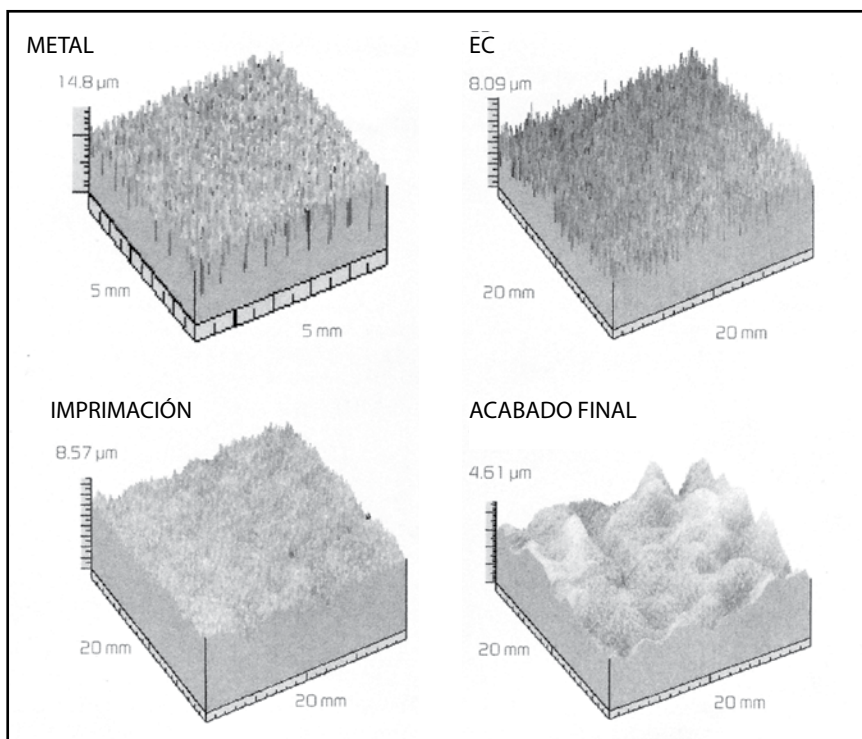 METAL
14.8 µm
5 mm
5 mm
EC
8.09 µm
20 mm
20 mm
IMPRIMACIÓN
8.57 µm
20 mm
20 mm
ACABADO FINAL
4.61 µm
20 mm
20 mm